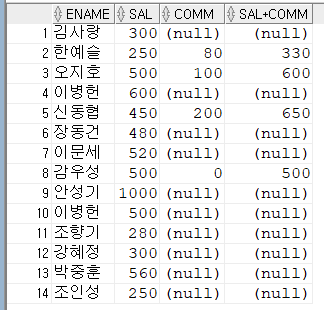 ENAME SAL COMM SAL+COMM
1 김사랑 300 (null) (null)
2 한예슬 250 80 330
3 오지호 500 100 600
4 이병헌 600 (null) (null)
5 신동협 450 200 650
6 장동건 480 (null) (null)
7 이문세 520 (null) (null)
8 감우성 500 0 500
9 안성기 1000 (null) (null)
10 이병헌 500 (null) (null)
11 조향기 280 (null) (null)
12 강혜정 300 (null) (null)
13 박중훈 560 (null) (null)
14 조인성 250 (null) (null)